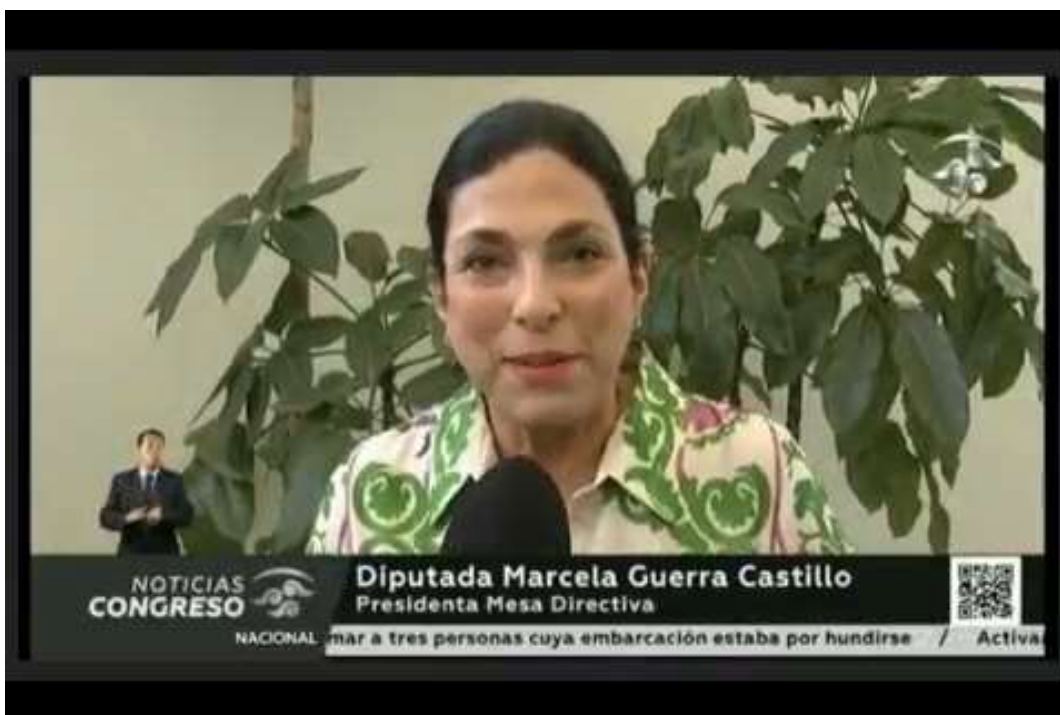 Diputada Marcela Guerra Castillo
Presidenta Mesa Directiva
NOTICIAS
CONGRESO
NACIONAL
mar a tres personas cuya embarcación estaba por hundirse / Activa